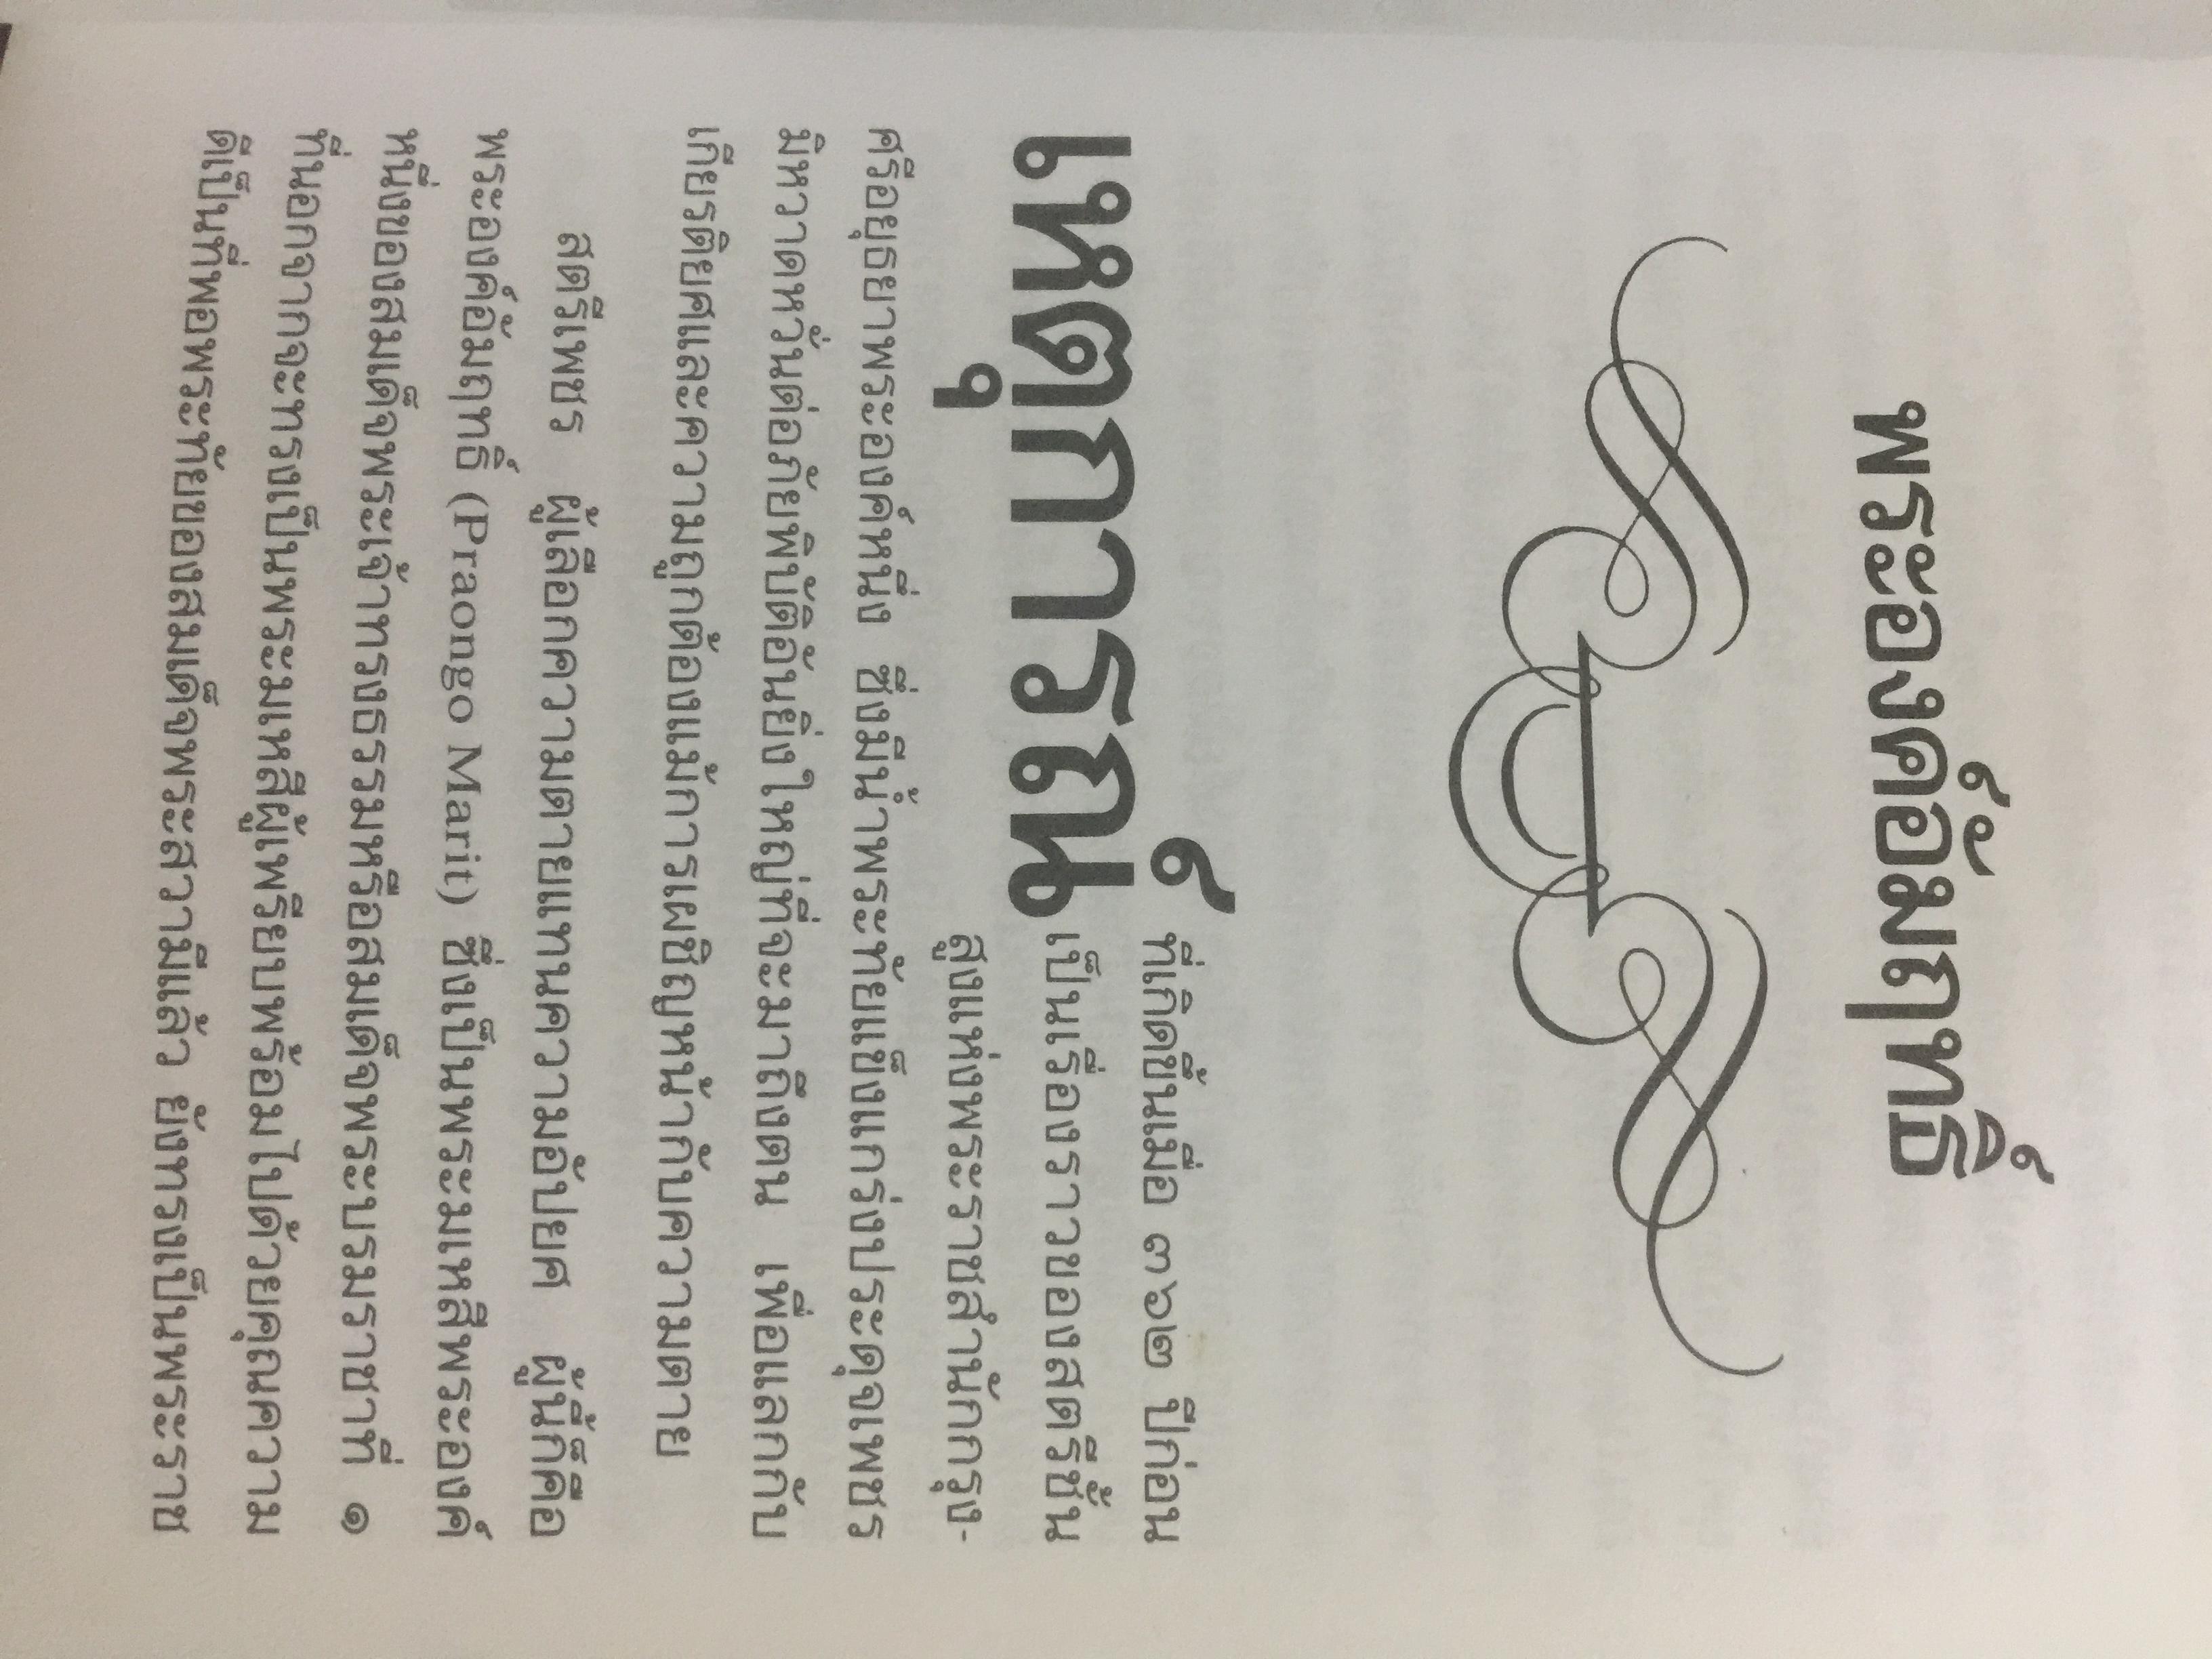 พระองค์อัมฤทธิ์
เหตุการณ์
ที่เกิดขึ้นเมื่อ ๓๖๒ ปีก่อน
เป็นเรื่องราวของสตรีชั้น
สูงแห่งพระราชสำนักกรุง-
ศรีอยุธยาพระองค์หนึ่ง ซึ่งมีน้ำพระทัยแข็งแกร่งประดุจเพชร
มิหวาดหวั่นต่อภัยพิบัติอันยิ่งใหญ่ที่จะมาถึงตน เพื่อแลกกับ
เกียรติยศและความถูกต้องแม้การเผชิญหน้ากับความตาย
สตรีเพชร ผู้เลือกความตายแทนความอัปยศ ผู้นี้ก็คือ
พระองค์อัมฤทธิ์ (Praongo Marit) ซึ่งเป็นพระมเหสีพระองค์
หนึ่งของสมเด็จพระเจ้าทรงธรรมหรือสมเด็จพระบรมราชาที่ ๑
ที่นอกจากจะทรงเป็นพระมเหสีผู้เพรียบพร้อมไปด้วยคุณความ
ดีเป็นที่พอพระทัยของสมเด็จพระสวามีแล้ว ยังทรงเป็นพระราช